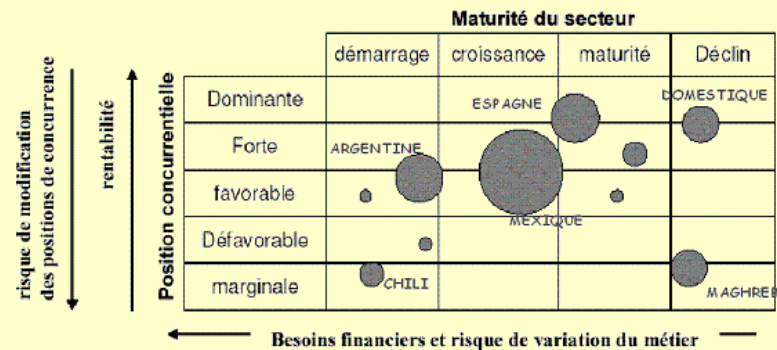 Maturité du secteur
démarrage croissance maturité Déclin
risque de modification
des positions de concurrence
rentabilité
Position concurrentielle
Dominante
Forte
favorable
Défavorable
marginale
ESPAGNE
DOMESTIQUE
ARGENTINE
MEXIQUE
CHILI
MAGHREB
Besoins financiers et risque de variation du métier